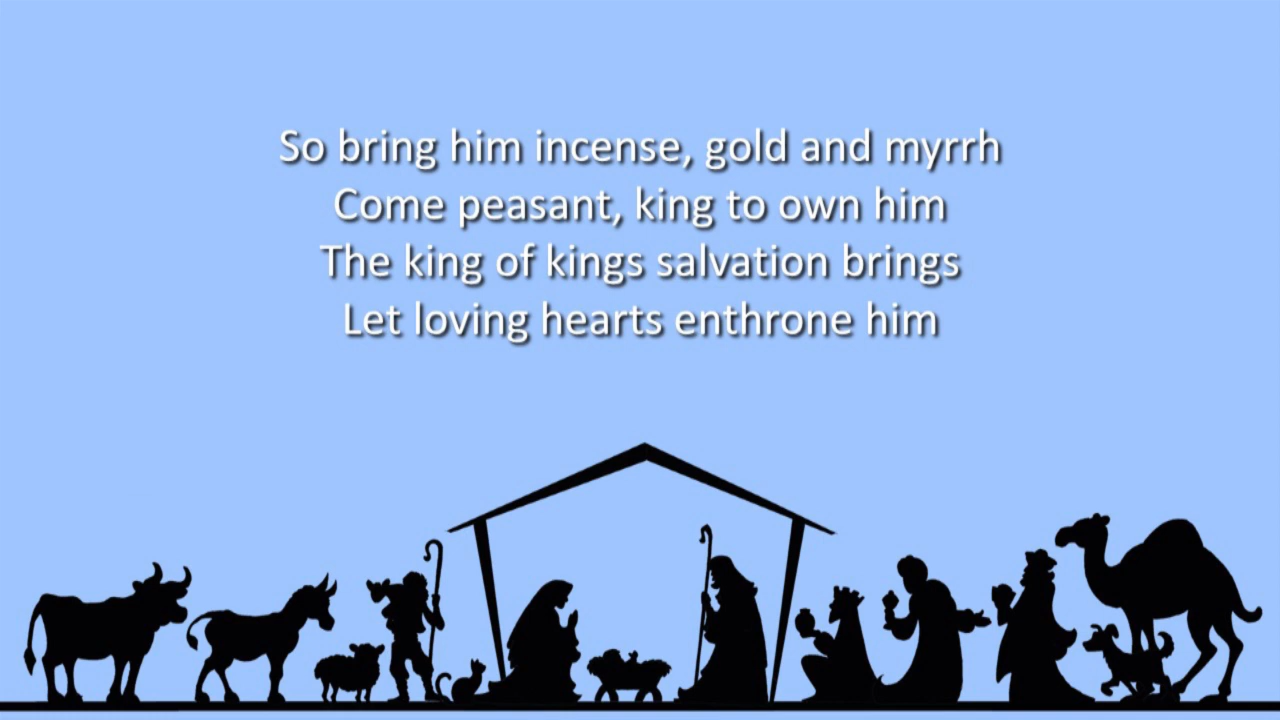 So bring him incense, gold and myrrh
Come peasant, king to own him
The king of kings salvation brings
Let loving hearts enthrone him